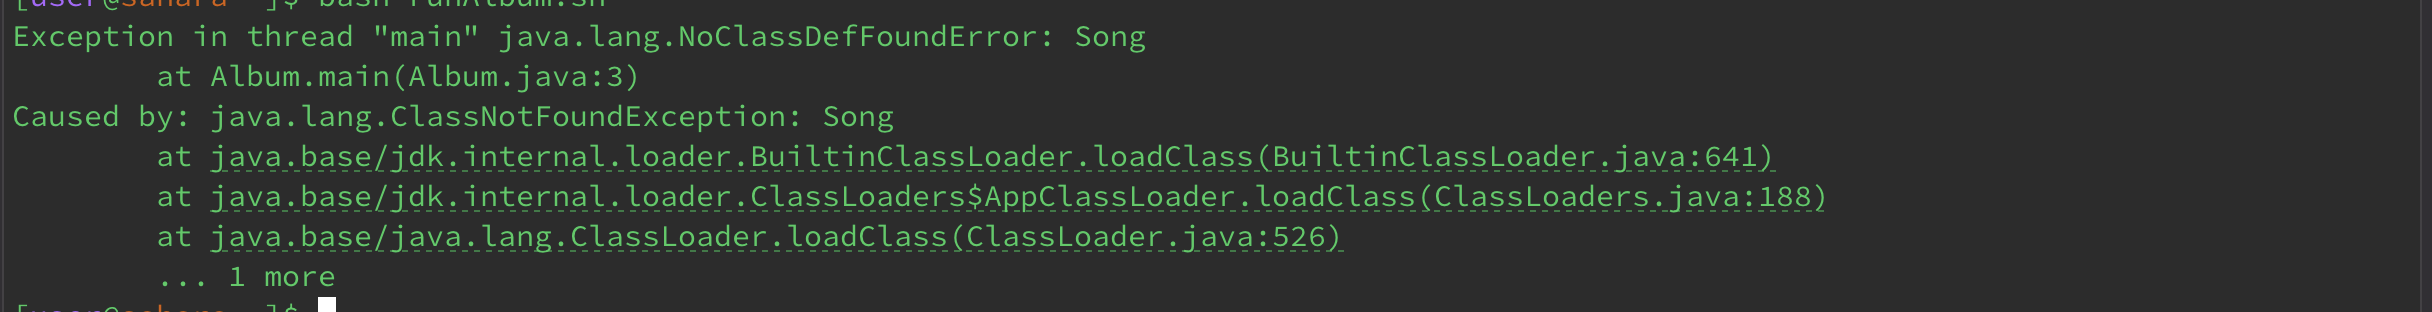 [user@sahara ~]$ bash runAlbum.sh
Exception in thread "main" java.lang.NoClassDefFoundError: Song
        at Album.main(Album.java:3)
Caused by: java.lang.ClassNotFoundException: Song
        at java.base/jdk.internal.loader.BuiltinClassLoader.loadClass(BuiltinClassLoader.java:641)
        at java.base/jdk.internal.loader.ClassLoaders$AppClassLoader.loadClass(ClassLoaders.java:188)
        at java.base/java.lang.ClassLoader.loadClass(ClassLoader.java:526)
        ... 1 more
[user@sahara ~]$